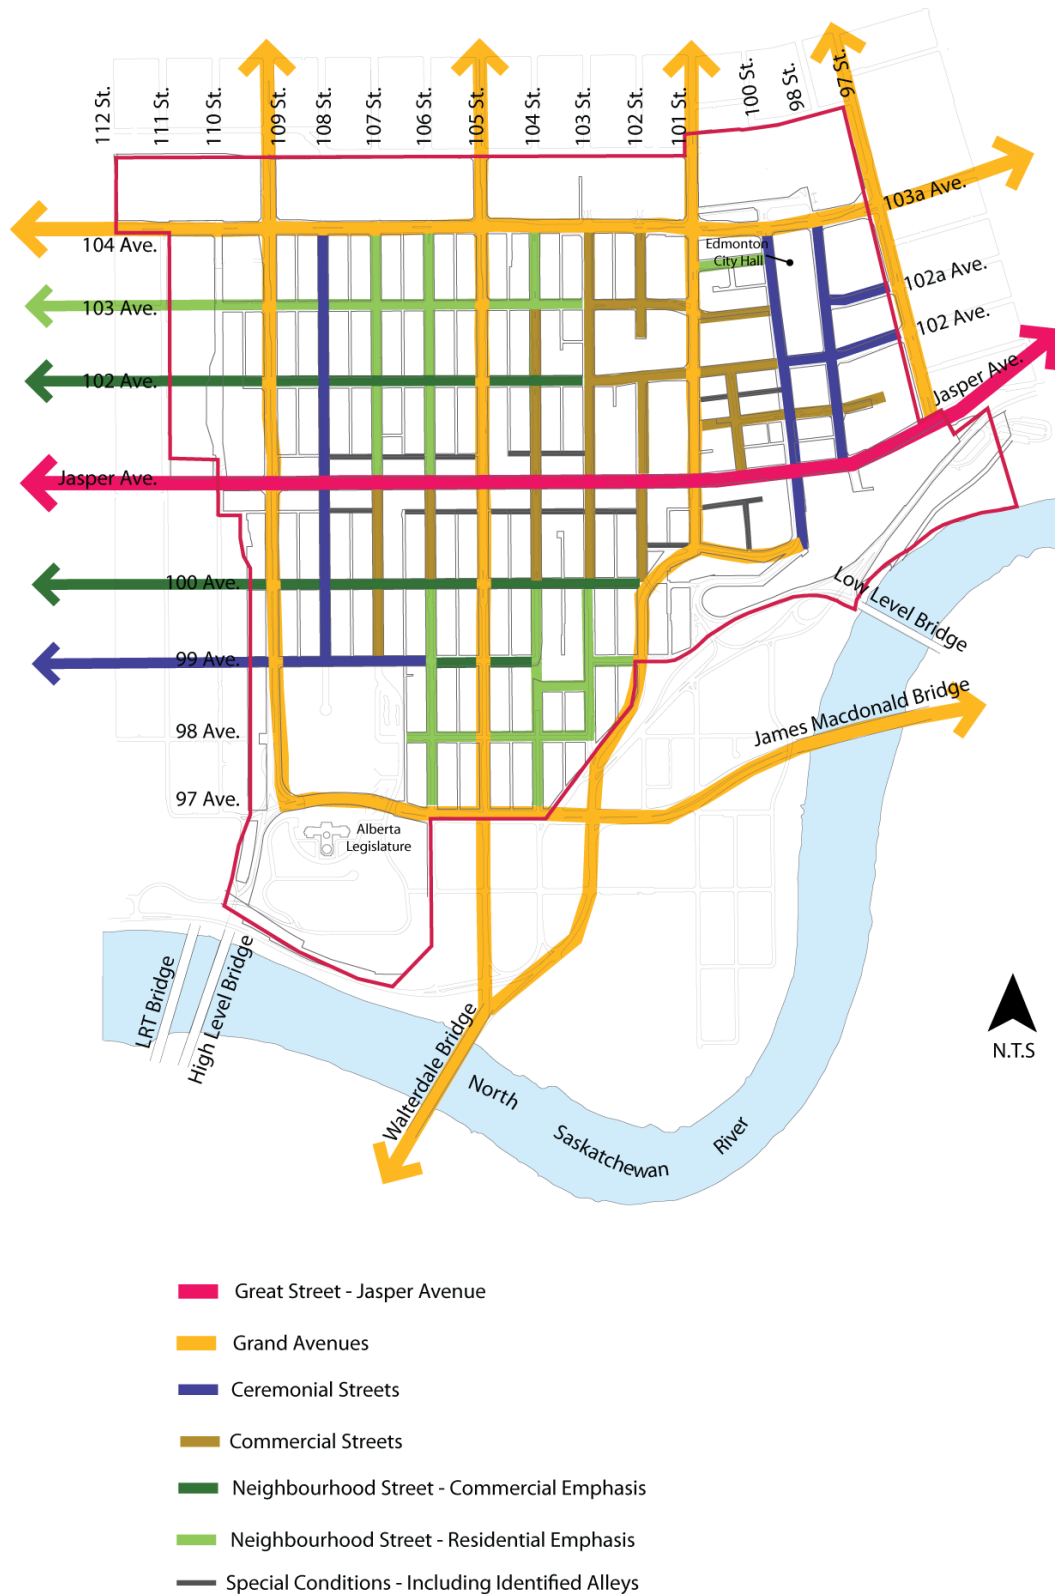 112 St.
111 St.
110 St.
109 St.
108 St.
107 St.
106 St.
105 St.
104 St.
103 St.
102 St.
101 St.
100 St.
98 St.
97 St.
103a Ave.
104 Ave.
Edmonton
City Hall
102a Ave.
103 Ave.
102 Ave.
102 Ave.
Jasper Ave.
Jasper Ave.
100 Ave.
Low Level Bridge
99 Ave.
James Macdonald Bridge
98 Ave.
97 Ave.
Alberta
Legislature
LRT Bridge
High Level Bridge
Walterdale Bridge
North
Saskatchewan
River
N.T.S
Great Street - Jasper Avenue
Grand Avenues
Ceremonial Streets
Commercial Streets
Neighbourhood Street - Commercial Emphasis
Neighbourhood Street - Residential Emphasis
Special Conditions - Including Identified Alleys